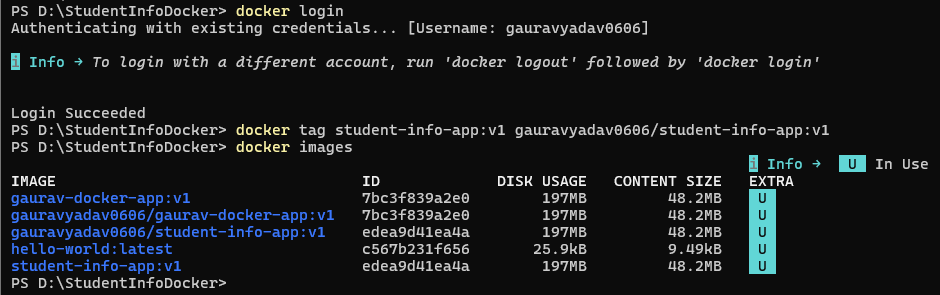 PS D:\StudentInfoDocker> docker login
Authenticating with existing credentials... [Username: gauravyadav0606]
i Info → To login with a different account, run 'docker logout' followed by 'docker login'
Login Succeeded
PS D:\StudentInfoDocker> docker tag student-info-app:v1 gauravyadav0606/student-info-app:v1
PS D:\StudentInfoDocker> docker images
i Info → U In Use
IMAGE ID DISK USAGE CONTENT SIZE EXTRA
gaurav-docker-app:v1 7bc3f839a2e0 197MB 48.2MB U
gauravyadav0606/gaurav-docker-app:v1 7bc3f839a2e0 197MB 48.2MB U
gauravyadav0606/student-info-app:v1 edea9d41ea4a 197MB 48.2MB U
hello-world:latest c567b231f656 25.9kB 9.49kB U
student-info-app:v1 edea9d41ea4a 197MB 48.2MB U
PS D:\StudentInfoDocker>